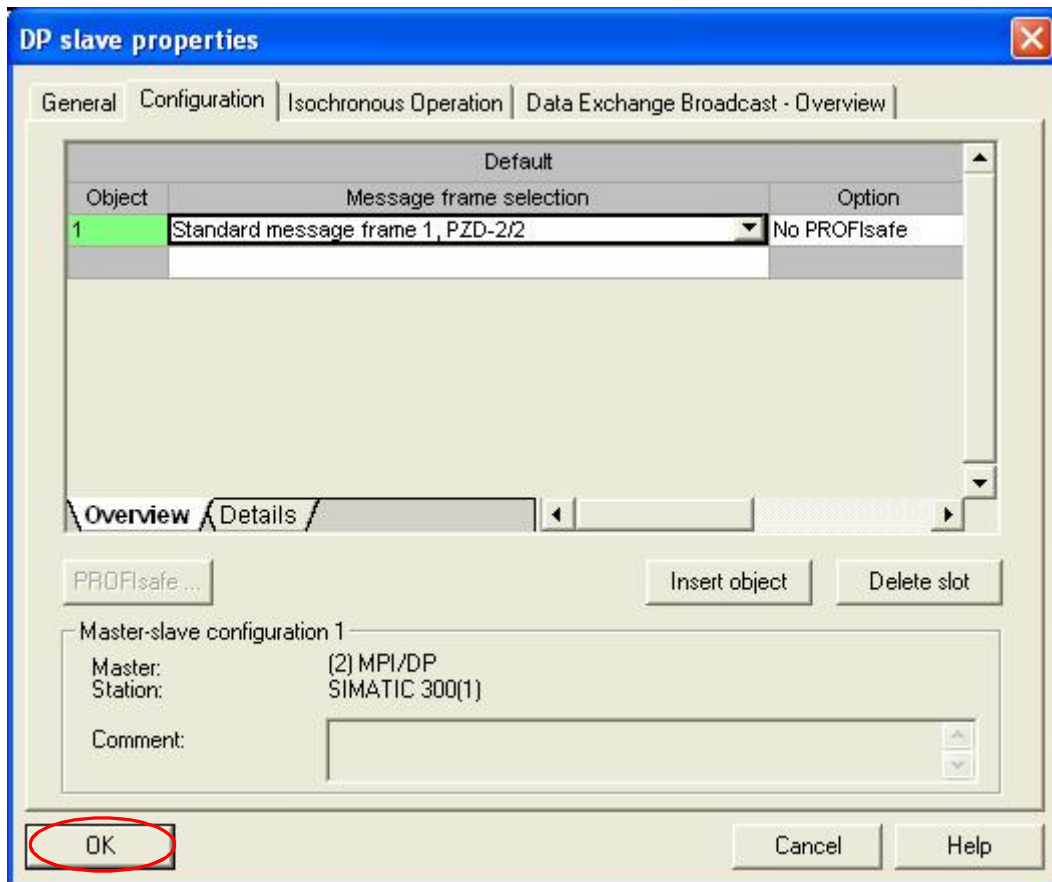 DP slave properties
General Configuration Isochronous Operation Data Exchange Broadcast - Overview
Default
Object Message frame selection Option
1 Standard message frame 1, PZD-2/2 No PROFIsafe
Overview Details
PROFIsafe ... Insert object Delete slot
Master-slave configuration 1
Master: (2) MPI/DP
Station: SIMATIC 300(1)
Comment:
OK Cancel Help